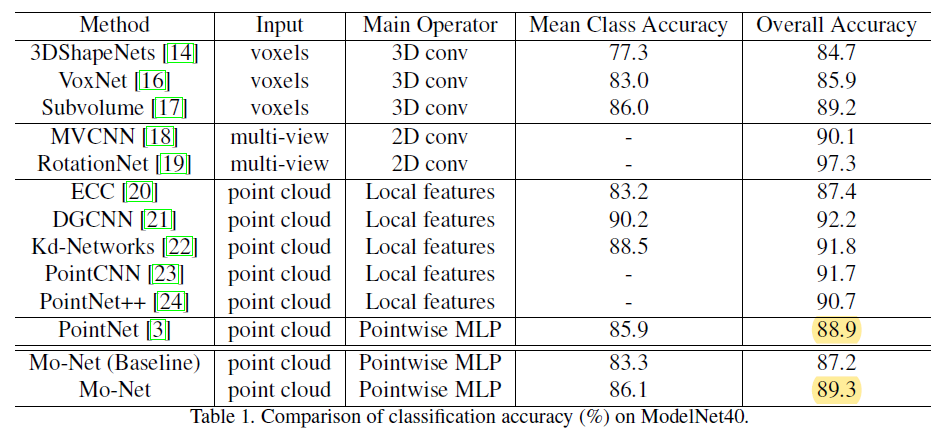 Method Input Main Operator Mean Class Accuracy Overall Accuracy
3DShapeNets [14] voxels 3D conv 77.3 84.7
VoxNet [16] voxels 3D conv 83.0 85.9
Subvolume [17] voxels 3D conv 86.0 89.2
MVCNN [18] multi-view 2D conv - 90.1
RotationNet [19] multi-view 2D conv - 97.3
ECC [20] point cloud Local features 83.2 87.4
DGCNN [21] point cloud Local features 90.2 92.2
Kd-Networks [22] point cloud Local features 88.5 91.8
PointCNN [23] point cloud Local features - 91.7
PointNet++ [24] point cloud Local features - 90.7
PointNet [3] point cloud Pointwise MLP 85.9 88.9
Mo-Net (Baseline) point cloud Pointwise MLP 83.3 87.2
Mo-Net point cloud Pointwise MLP 86.1 89.3
Table 1. Comparison of classification accuracy (%) on ModelNet40.